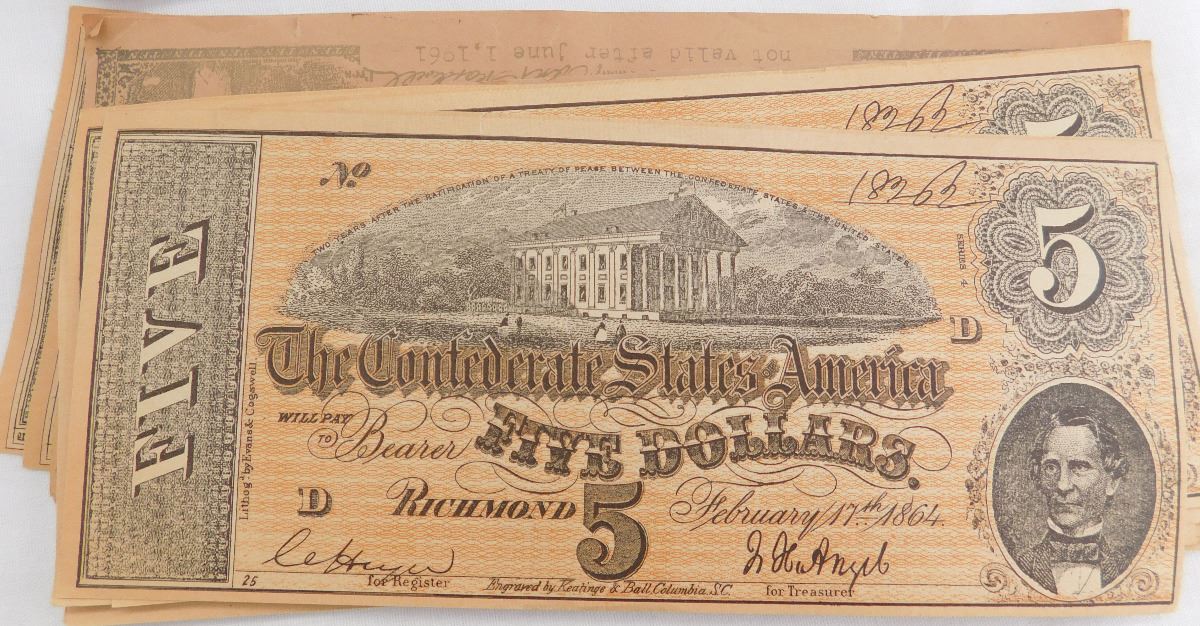 not valid after June 1, 1961
18262
5
No
18262
TWO YEARS AFTER THE RATIFICATION OF A TREATY OF PEACE BETWEEN THE CONFEDERATE STATES & THE UNITED STATES
SERIES 4
5
D
FIVE
The Confederate States of America
WILL PAY
TO Bearer FIVE DOLLARS.
Lithog'd by Evans & Cogswell
D RICHMOND 5 February 17th 1864.
25
for Register
Engraved by Keatinge & Ball, Columbia, S.C.
for Treasurer